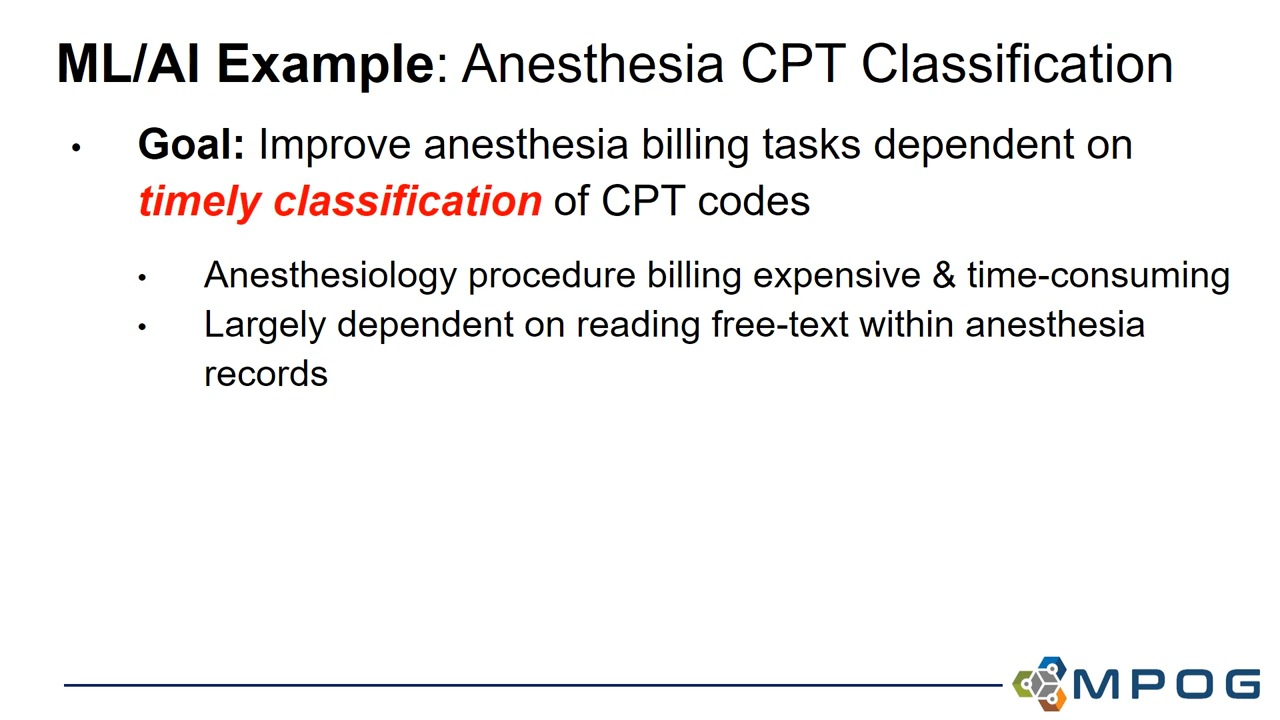 ML/AI Example: Anesthesia CPT Classification
• Goal: Improve anesthesia billing tasks dependent on
timely classification of CPT codes
• Anesthesiology procedure billing expensive & time-consuming
• Largely dependent on reading free-text within anesthesia
records
MPOG